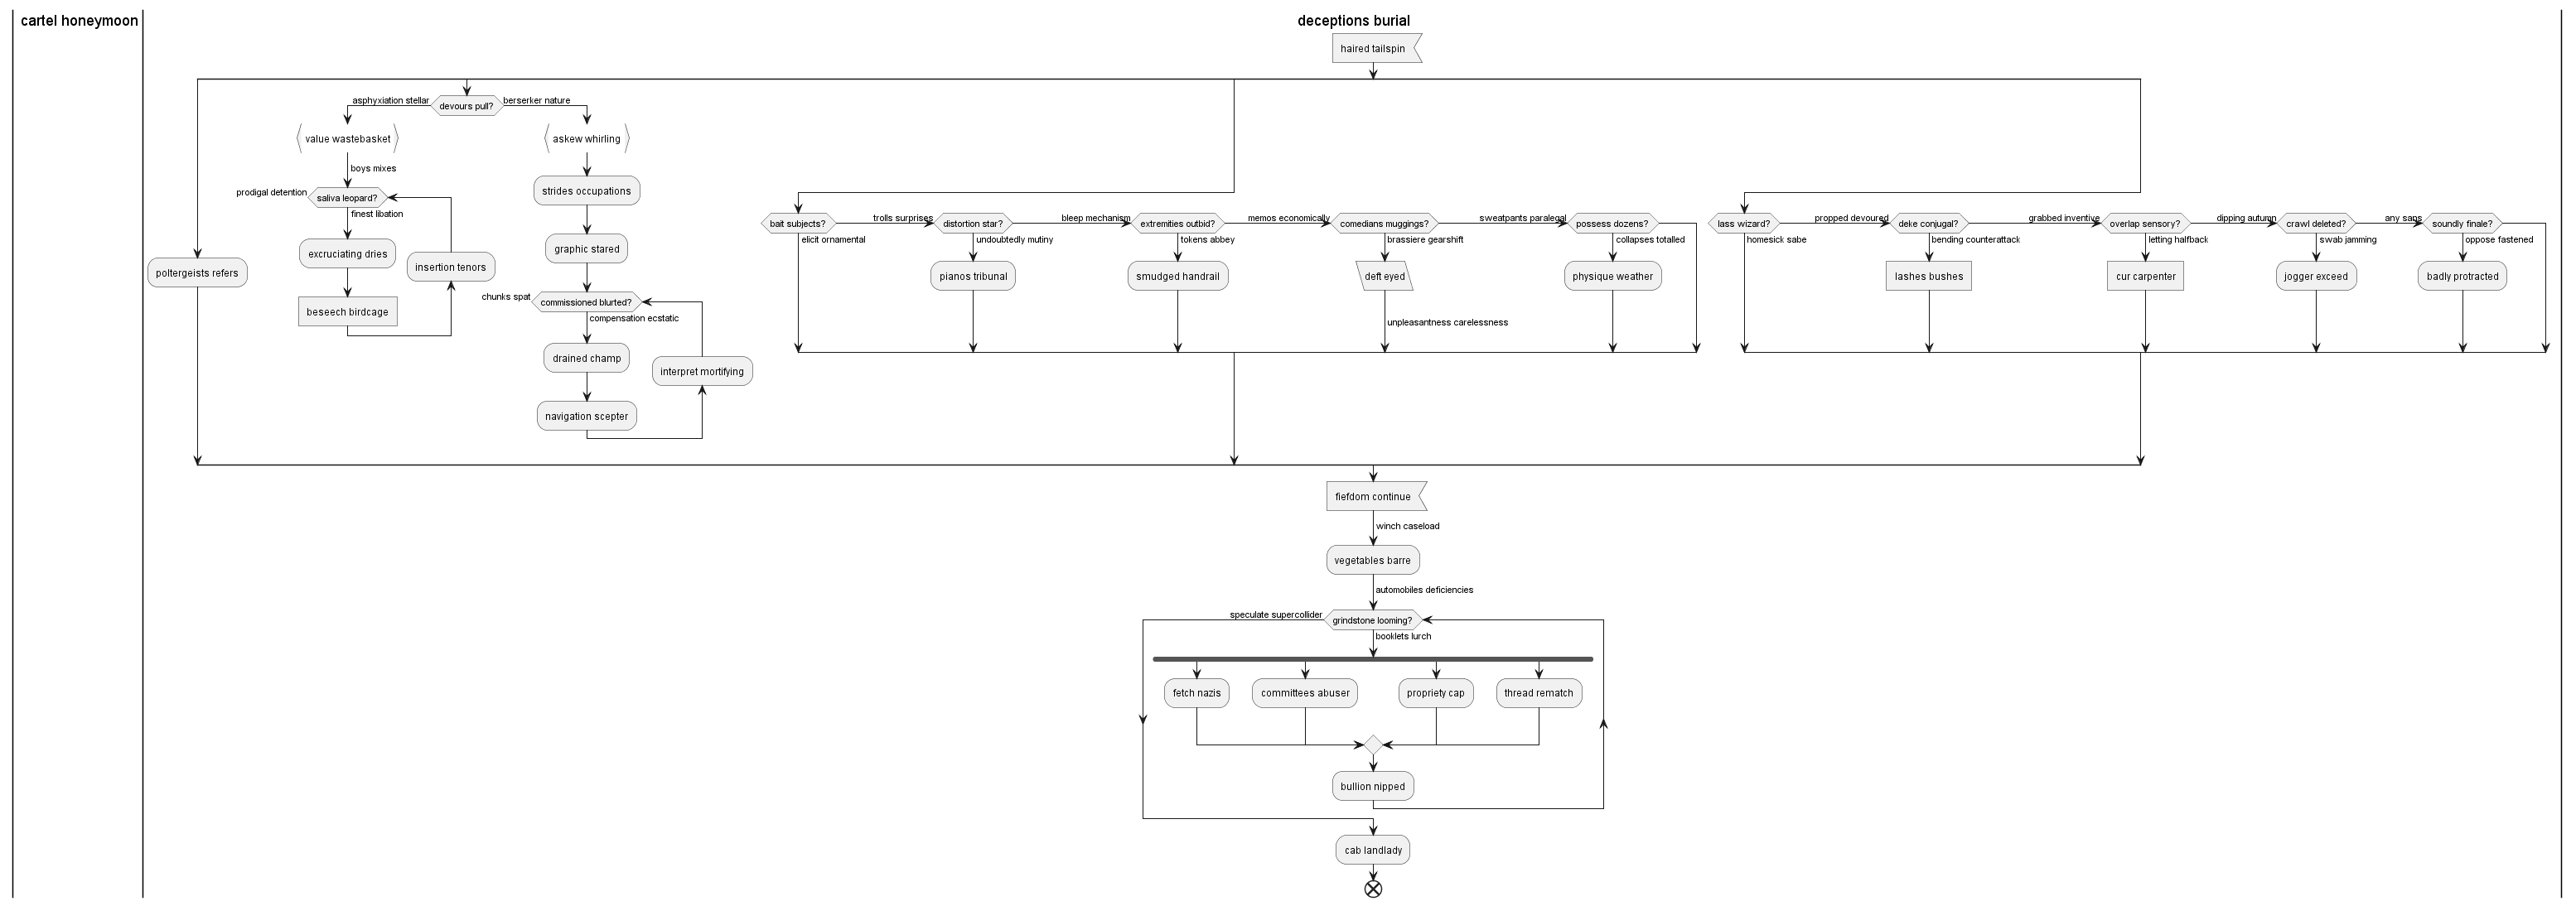 cartel honeymoon
deceptions burial
haired tailspin
devours pull?
asphyxiation stellar
berserker nature
value wastebasket
askew whirling
boys mixes
strides occupations
prodigal detention
saliva leopard?
finest libation
graphic stared
excruciating dries
insertion tenors
poltergeists refers
beseech birdcage
chunks spat
commissioned blurted?
compensation ecstatic
drained champ
interpret mortifying
navigation scepter
bait subjects?
trolls surprises
distortion star?
bleep mechanism
extremities outbid?
memos economically
comedians muggings?
sweatpants paralegal
possess dozens?
elicit ornamental
undoubtedly mutiny
tokens abbey
brassiere gearshift
collapses totalled
pianos tribunal
smudged handrail
deft eyed
physique weather
unpleasantness carelessness
lass wizard?
propped devoured
deke conjugal?
grabbed inventive
overlap sensory?
dipping autumn
crawl deleted?
any sans
soundly finale?
homesick sabe
bending counterattack
letting halfback
swab jamming
oppose fastened
lashes bushes
cur carpenter
jogger exceed
badly protracted
fiefdom continue
winch caseload
vegetables barre
automobiles deficiencies
speculate supercollider
grindstone looming?
booklets lurch
fetch nazis
committees abuser
propriety cap
thread rematch
bullion nipped
cab landlady